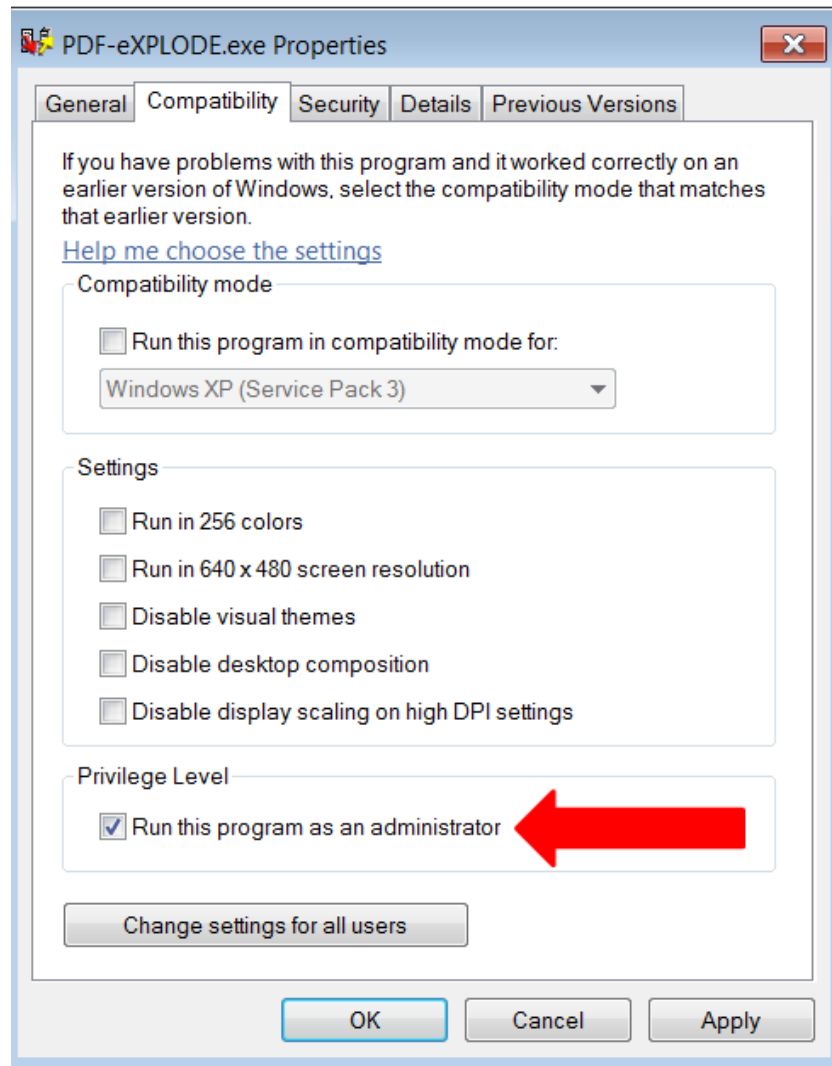 PDF-eXPLODE.exe Properties
General Compatibility Security Details Previous Versions
If you have problems with this program and it worked correctly on an
earlier version of Windows, select the compatibility mode that matches
that earlier version.
Help me choose the settings
Compatibility mode
Run this program in compatibility mode for:
Windows XP (Service Pack 3)
Settings
Run in 256 colors
Run in 640 x 480 screen resolution
Disable visual themes
Disable desktop composition
Disable display scaling on high DPI settings
Privilege Level
Run this program as an administrator
Change settings for all users
OK Cancel Apply